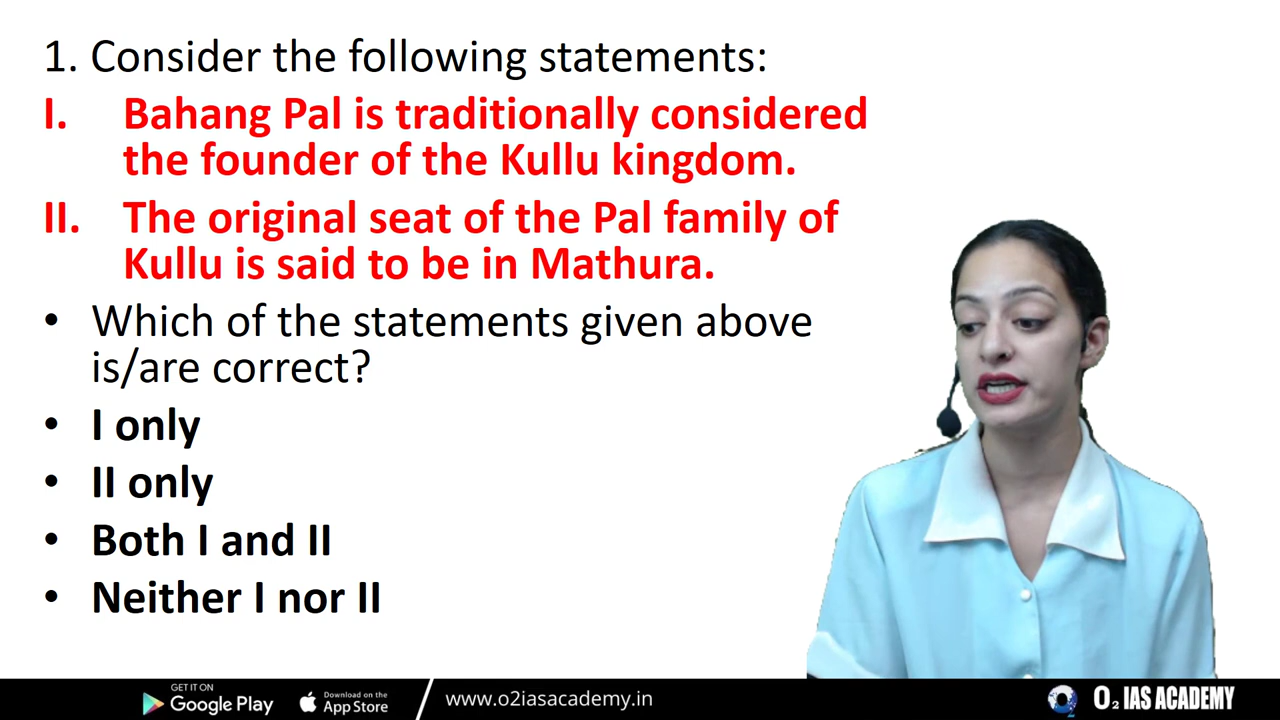 1. Consider the following statements:
I. Bahang Pal is traditionally considered
the founder of the Kullu kingdom.
II. The original seat of the Pal family of
Kullu is said to be in Mathura.
• Which of the statements given above
is/are correct?
• I only
• II only
• Both I and II
• Neither I nor II
GET IT ON
Google Play
Download on the
App Store
www.o2iasacademy.in
O₂ IAS ACADEMY